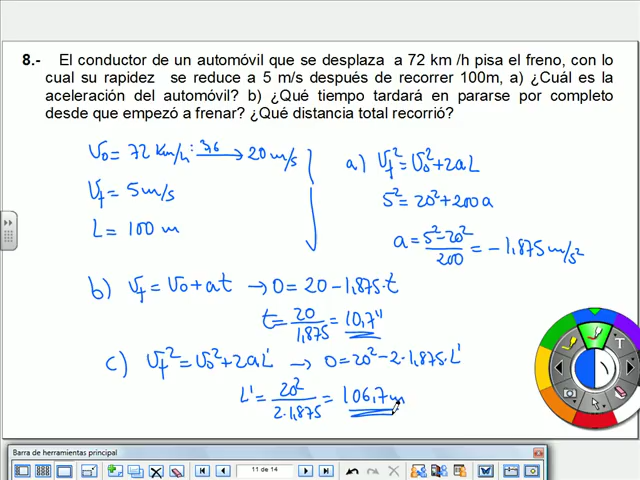 8.- El conductor de un automóvil que se desplaza a 72 km /h pisa el freno, con lo
cual su rapidez se reduce a 5 m/s después de recorrer 100m, a) ¿Cuál es la
aceleración del automóvil? b) ¿Qué tiempo tardará en pararse por completo
desde que empezó a frenar? ¿Qué distancia total recorrió?
V₀ = 72 Km/h :3,6 → 20 m/s
Vf = 5 m/s
L = 100 m
a) Vf² = V₀² + 2aL
5² = 20² + 200a
a = (5² - 20²)/200 = -1,875 m/s²
b) Vf = V₀ + at → 0 = 20 - 1,875·t
t = 20/1,875 = 10,7"
c) Vf² = V₀² + 2aL' → 0 = 20² - 2·1,875·L'
L' = 20²/(2·1,875) = 106,7 m
Barra de herramientas principal
11 de 14